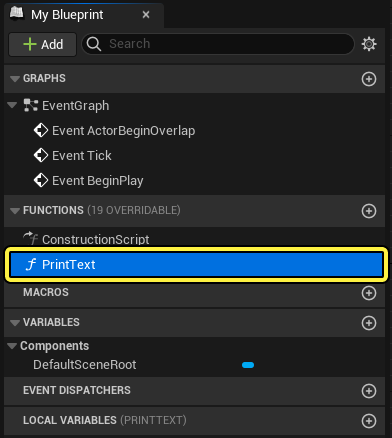 My Blueprint ×
+ Add Search
GRAPHS
EventGraph
Event ActorBeginOverlap
Event Tick
Event BeginPlay
FUNCTIONS (19 OVERRIDABLE)
ConstructionScript
PrintText
MACROS
VARIABLES
Components
DefaultSceneRoot
EVENT DISPATCHERS
LOCAL VARIABLES (PRINTTEXT)